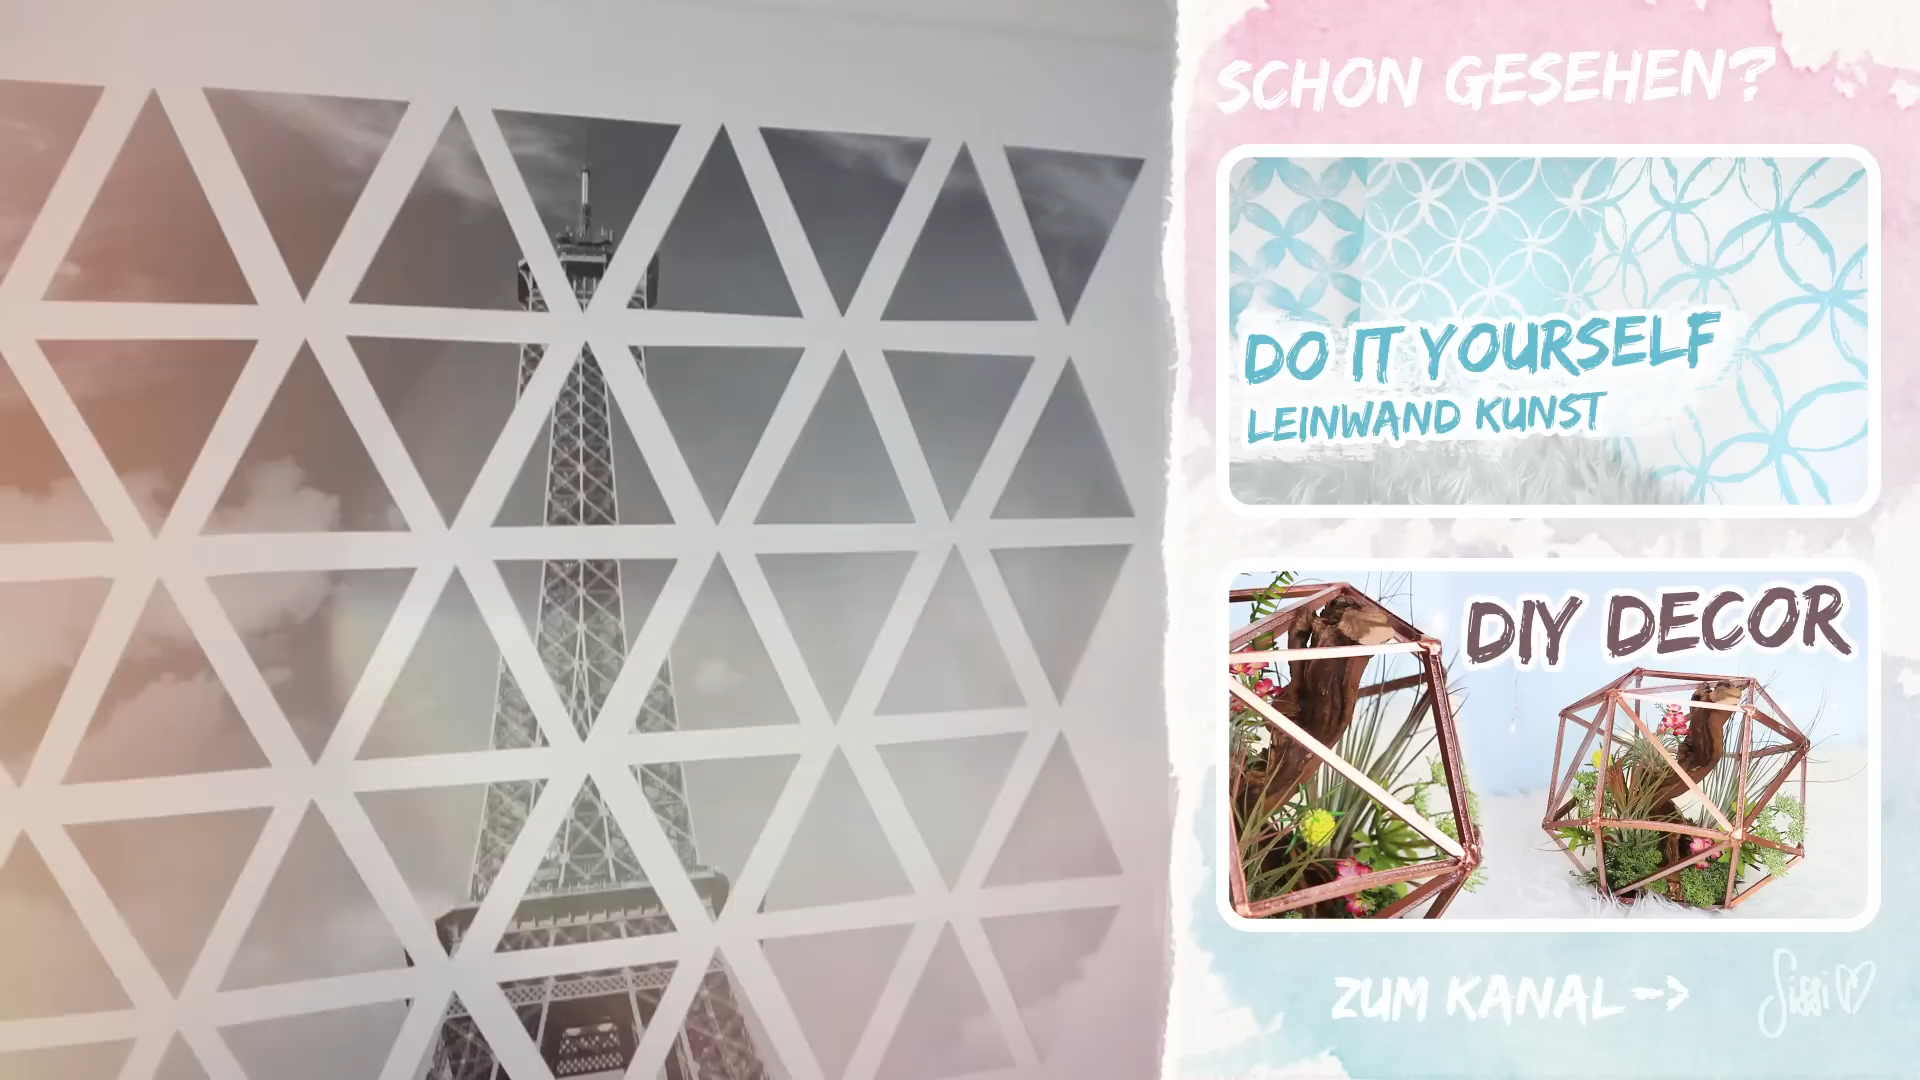 SCHON GESEHEN?
DO IT YOURSELF
LEINWAND KUNST
DIY DECOR
ZUM KANAL -->
Sissi